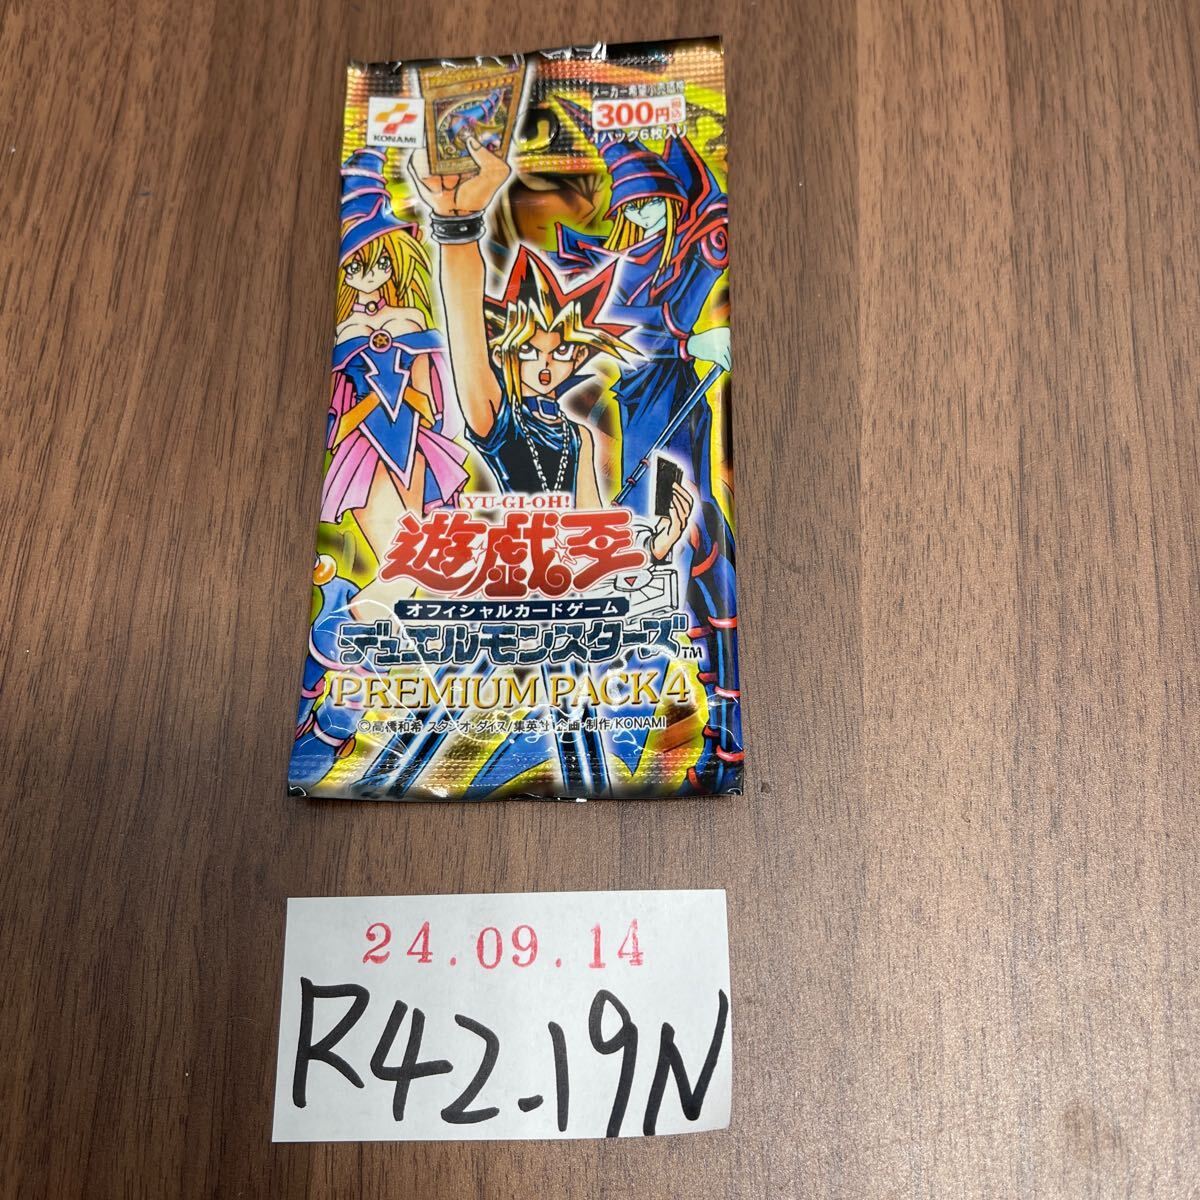 メーカー希望小売価格
300円税込
1パック6枚入り
KONAMI
YU-GI-OH!
遊☆戯☆王
オフィシャルカードゲーム
デュエルモンスターズ™
PREMIUM PACK 4
©高橋和希 スタジオ・ダイス/集英社 企画・制作/KONAMI
24.09.14
R42-19N